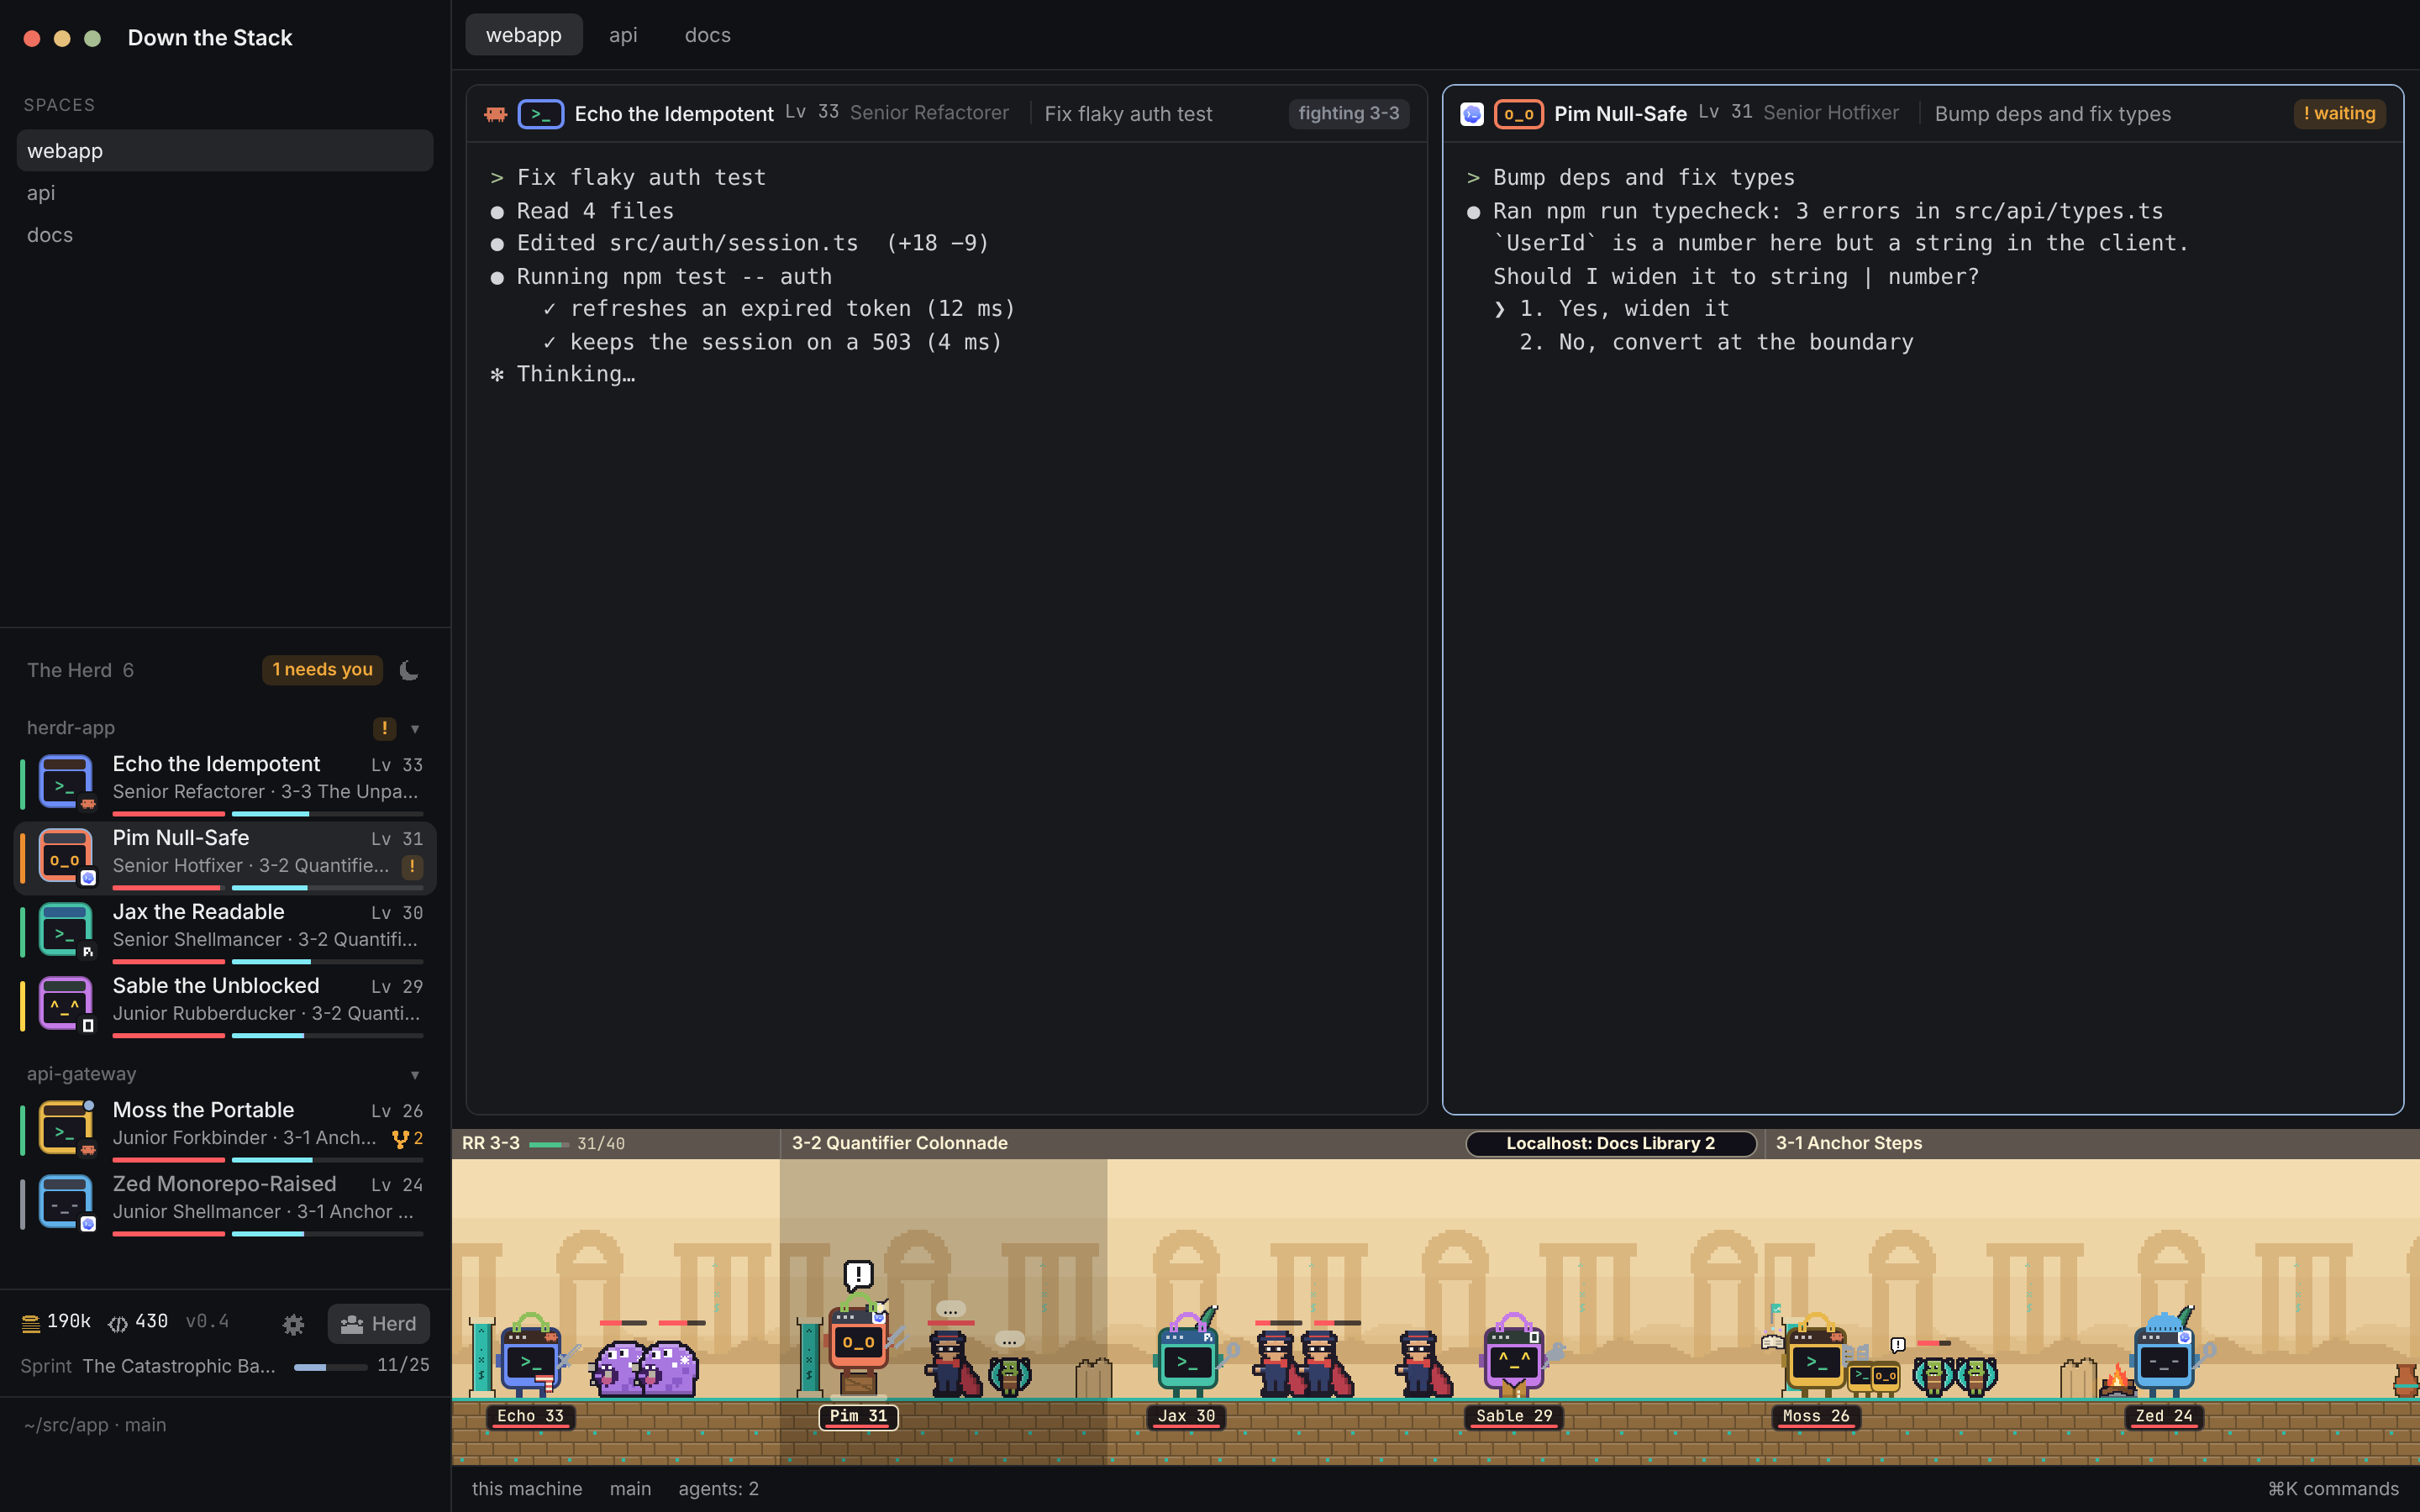 Down the Stack
SPACES
webapp
api
docs
The Herd 6
1 needs you
herdr-app
!
>_
Echo the Idempotent Lv 33
Senior Refactorer · 3-3 The Unpa...
o_o
Pim Null-Safe Lv 31
Senior Hotfixer · 3-2 Quantifie... !
>_
Jax the Readable Lv 30
Senior Shellmancer · 3-2 Quantifi...
^_^
Sable the Unblocked Lv 29
Junior Rubberducker · 3-2 Quanti...
api-gateway
>_
Moss the Portable Lv 26
Junior Forkbinder · 3-1 Anch... 2
-_-
Zed Monorepo-Raised Lv 24
Junior Shellmancer · 3-1 Anchor ...
190k 430 v0.4 Herd
Sprint The Catastrophic Ba... 11/25
~/src/app · main
webapp api docs
>_ Echo the Idempotent Lv 33 Senior Refactorer Fix flaky auth test fighting 3-3
> Fix flaky auth test
● Read 4 files
● Edited src/auth/session.ts (+18 −9)
● Running npm test -- auth
✓ refreshes an expired token (12 ms)
✓ keeps the session on a 503 (4 ms)
✻ Thinking…
o_o Pim Null-Safe Lv 31 Senior Hotfixer Bump deps and fix types ! waiting
> Bump deps and fix types
● Ran npm run typecheck: 3 errors in src/api/types.ts
`UserId` is a number here but a string in the client.
Should I widen it to string | number?
❯ 1. Yes, widen it
2. No, convert at the boundary
RR 3-3 31/40
3-2 Quantifier Colonnade
Localhost: Docs Library 2
3-1 Anchor Steps
!
... ...
!
>_
o_o
>_
^_^
>_
>_
o_o
-_-
Echo 33
Pim 31
Jax 30
Sable 29
Moss 26
Zed 24
this machine main agents: 2
⌘K commands